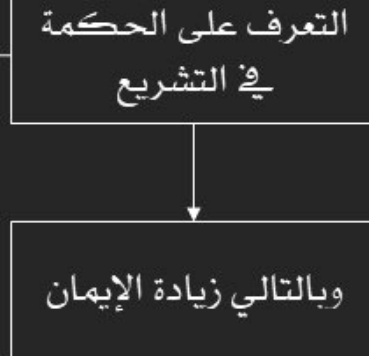 التعرف على الحكمة
في التشريع
وبالتالي زيادة الإيمان